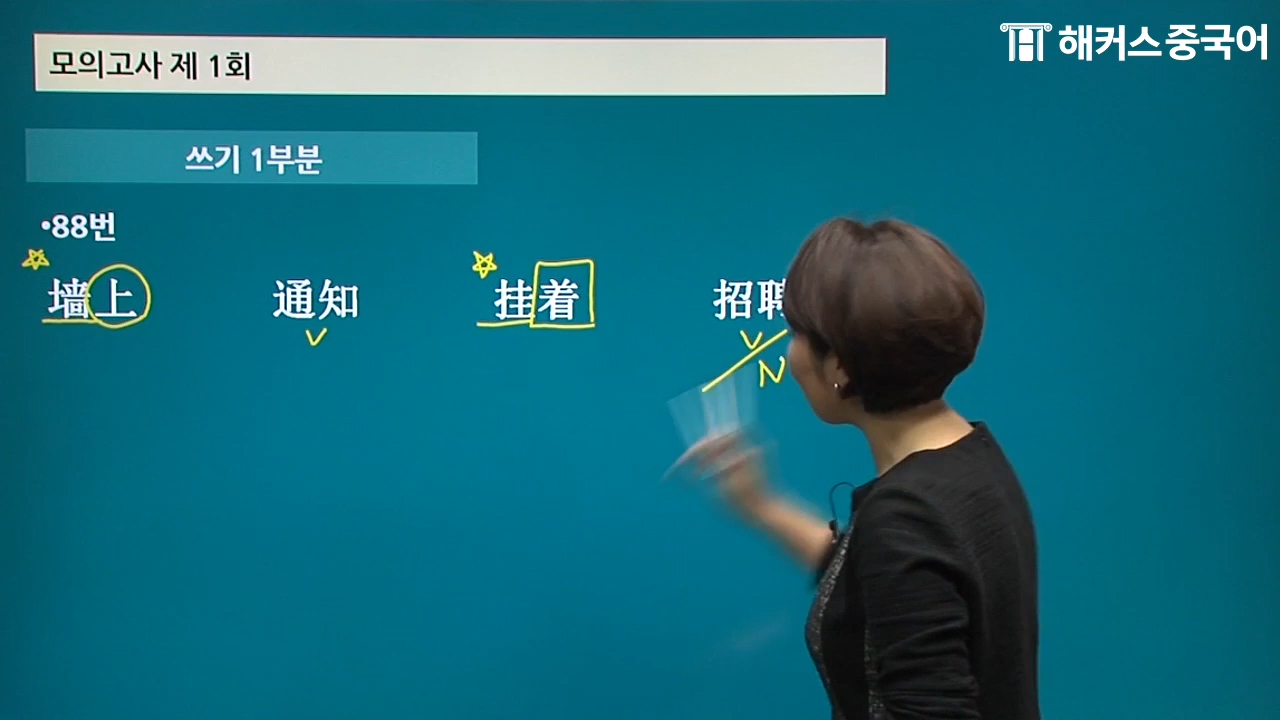 해커스중국어
모의고사 제 1회
쓰기 1부분
•88번
墙上 通知 挂着 招聘
V V
N